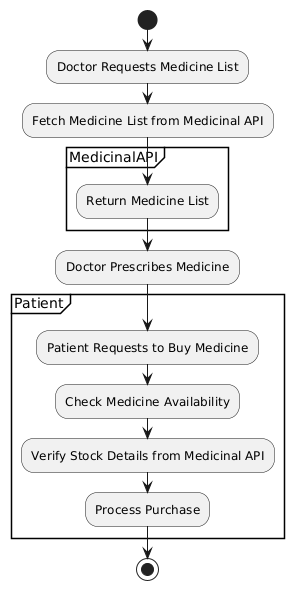 Doctor Requests Medicine List
Fetch Medicine List from Medicinal API
MedicinalAPI
Return Medicine List
Doctor Prescribes Medicine
Patient
Patient Requests to Buy Medicine
Check Medicine Availability
Verify Stock Details from Medicinal API
Process Purchase